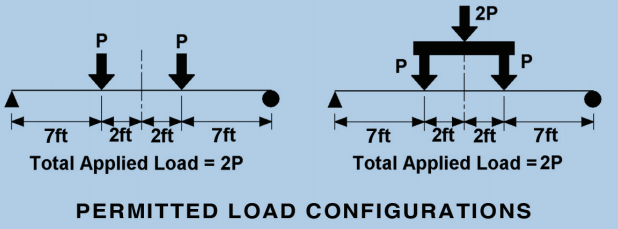 2P
P P P P
7ft 2ft 2ft 7ft 7ft 2ft 2ft 7ft
Total Applied Load = 2P Total Applied Load = 2P
PERMITTED LOAD CONFIGURATIONS